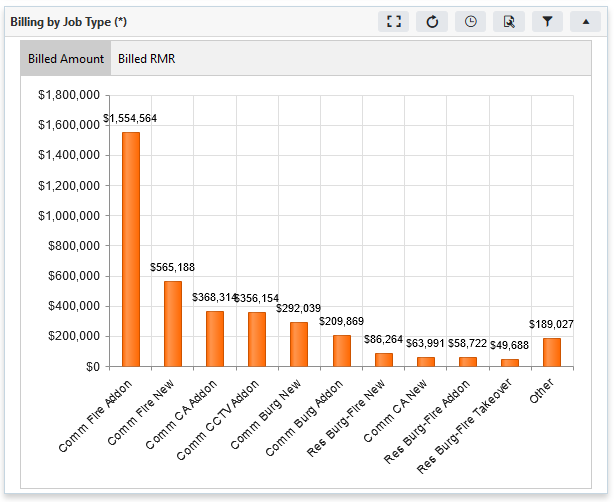 Billing by Job Type (*)
Billed Amount Billed RMR
$1,800,000
$1,600,000
$1,400,000
$1,200,000
$1,000,000
$800,000
$600,000
$400,000
$200,000
$0
$1,554,564
$565,188
$368,314
$356,154
$292,039
$209,869
$86,264
$63,991
$58,722
$49,688
$189,027
Comm Fire Addon
Comm Fire New
Comm CA Addon
Comm CCTV Addon
Comm Burg New
Comm Burg Addon
Res Burg-Fire New
Comm CA New
Res Burg-Fire Addon
Res Burg-Fire Takeover
Other